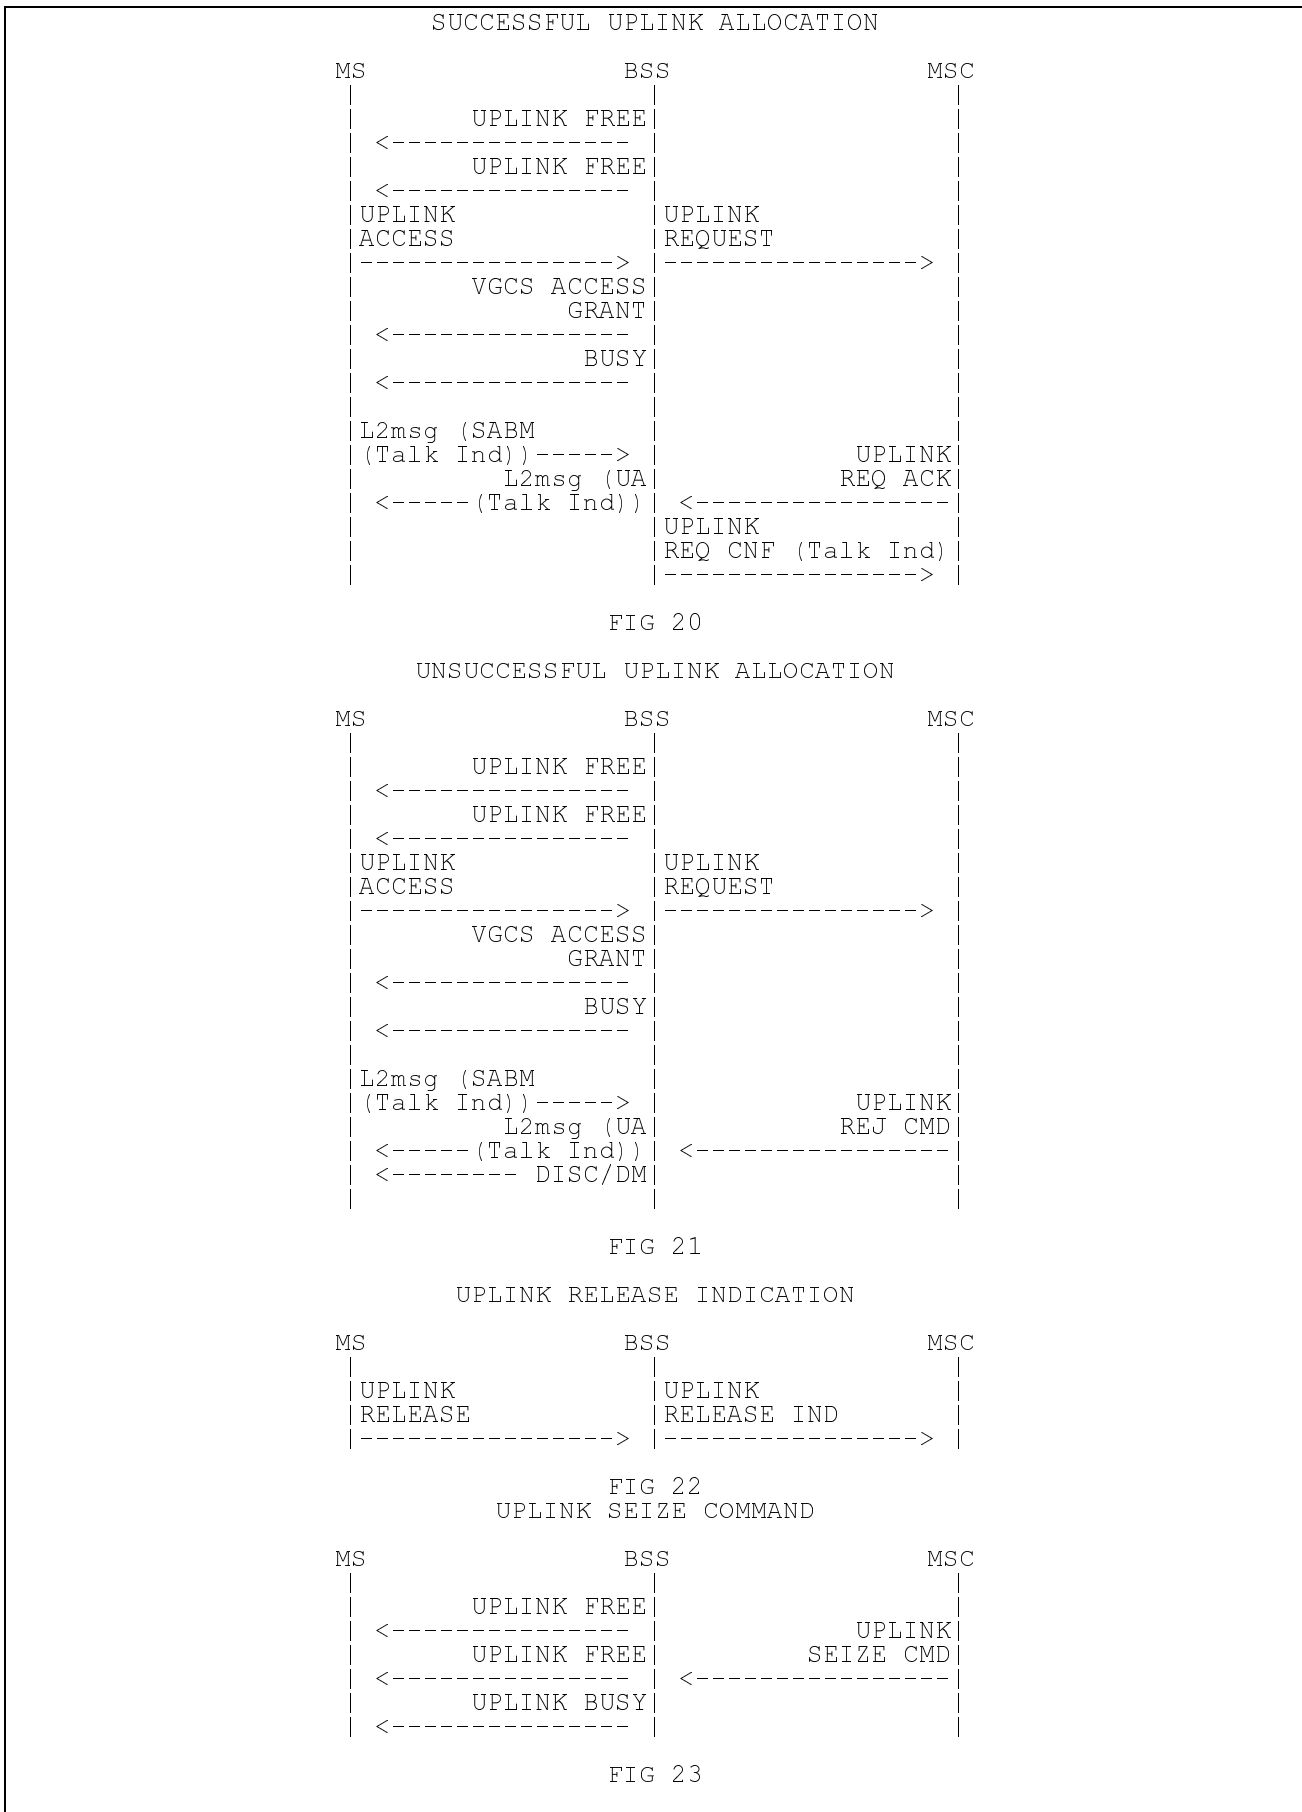 SUCCESSFUL UPLINK ALLOCATION
MS BSS MSC
UPLINK FREE
<---------------
UPLINK FREE
<---------------
UPLINK UPLINK
ACCESS REQUEST
----------------> ---------------->
VGCS ACCESS
GRANT
<---------------
BUSY
<---------------
L2msg (SABM
(Talk Ind))-----> UPLINK
L2msg (UA REQ ACK
<-----(Talk Ind)) <----------------
UPLINK
REQ CNF (Talk Ind)
---------------->
FIG 20
UNSUCCESSFUL UPLINK ALLOCATION
MS BSS MSC
UPLINK FREE
<---------------
UPLINK FREE
<---------------
UPLINK UPLINK
ACCESS REQUEST
----------------> ---------------->
VGCS ACCESS
GRANT
<---------------
BUSY
<---------------
L2msg (SABM
(Talk Ind))-----> UPLINK
L2msg (UA REJ CMD
<-----(Talk Ind)) <----------------
<-------- DISC/DM
FIG 21
UPLINK RELEASE INDICATION
MS BSS MSC
UPLINK UPLINK
RELEASE RELEASE IND
----------------> ---------------->
FIG 22
UPLINK SEIZE COMMAND
MS BSS MSC
UPLINK FREE
<--------------- UPLINK
UPLINK FREE SEIZE CMD
<--------------- <----------------
UPLINK BUSY
<---------------
FIG 23